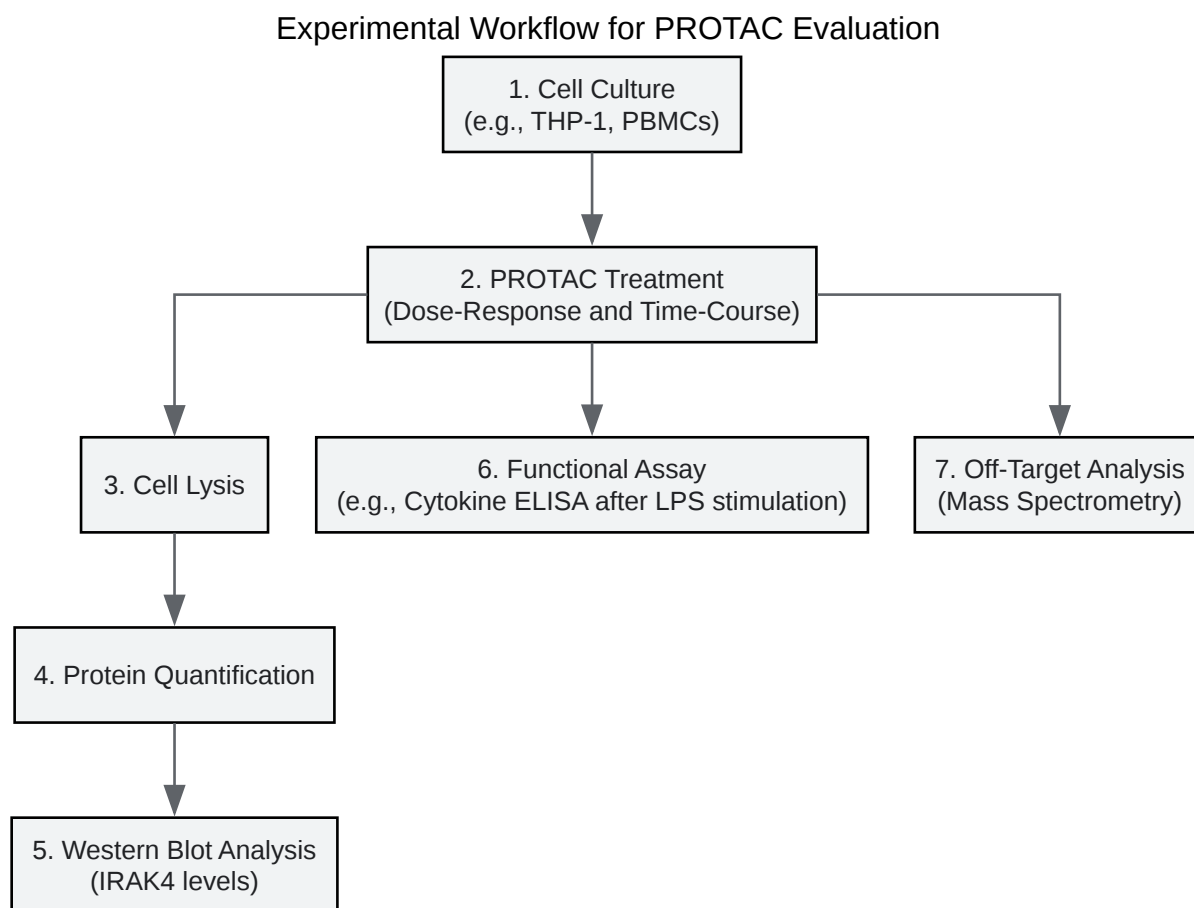 Experimental Workflow for PROTAC Evaluation
1. Cell Culture
(e.g., THP-1, PBMCs)
2. PROTAC Treatment
(Dose-Response and Time-Course)
3. Cell Lysis
6. Functional Assay
(e.g., Cytokine ELISA after LPS stimulation)
7. Off-Target Analysis
(Mass Spectrometry)
4. Protein Quantification
5. Western Blot Analysis
(IRAK4 levels)